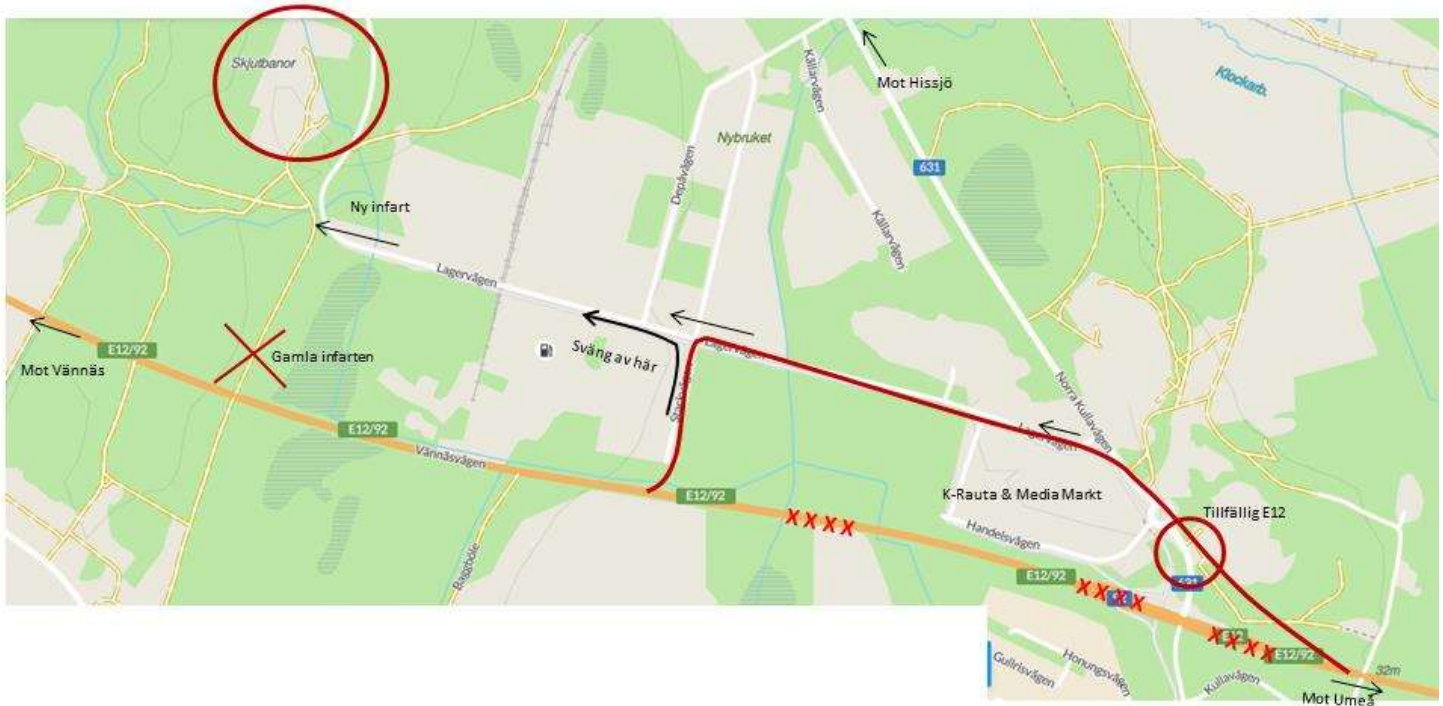 Skjutbanor
Mot Hissjö
Källarvägen
Klockarb.
Nybruket
631
Depåvägen
Ny infart
Källarvägen
Lagervägen
E12/92
Mot Vännäs
Gamla infarten
Sväng av här
Lagervägen
Norra Kullavägen
E12/92
Vännäsvägen
Lagervägen
E12/92
X X X X
K-Rauta & Media Markt
Tillfällig E12
Handelsvägen
Baggböle
E12/92
631
X X X X
E12
X X X X
E12/92
32m
Gullrisvägen
Honungsvägen
Kullavägen
Mot Umeå